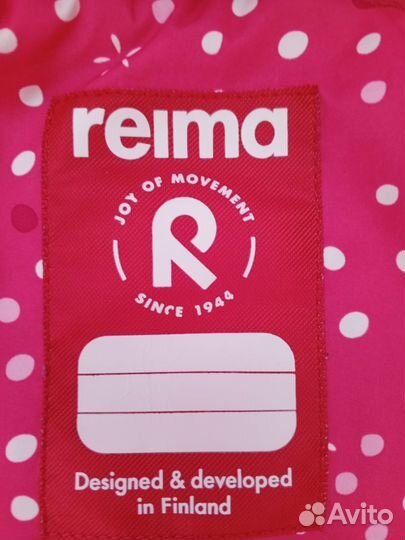 reima
JOY OF MOVEMENT
R
SINCE 1944
Designed & developed
in Finland
Avito